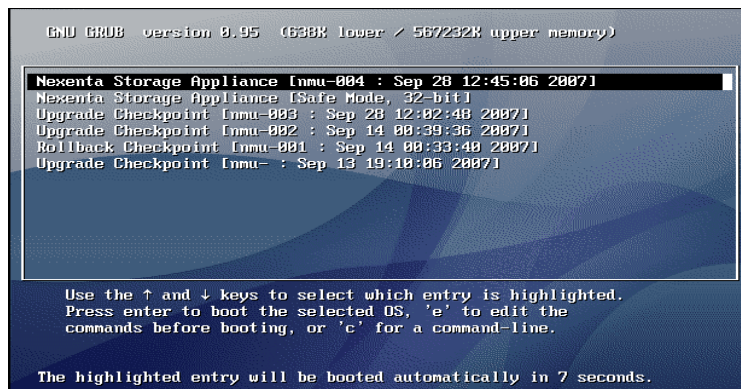 GNU GRUB version 0.95 (638K lower / 567232K upper memory)
Nexenta Storage Appliance [nmu-004 : Sep 28 12:45:06 2007]
Nexenta Storage Appliance [Safe Mode, 32-bit]
Upgrade Checkpoint [nmu-003 : Sep 28 12:02:48 2007]
Upgrade Checkpoint [nmu-002 : Sep 14 00:39:36 2007]
Rollback Checkpoint [nmu-001 : Sep 14 00:33:40 2007]
Upgrade Checkpoint [nmu- : Sep 13 19:10:06 2007]
Use the ↑ and ↓ keys to select which entry is highlighted.
Press enter to boot the selected OS, 'e' to edit the
commands before booting, or 'c' for a command-line.
The highlighted entry will be booted automatically in 7 seconds.